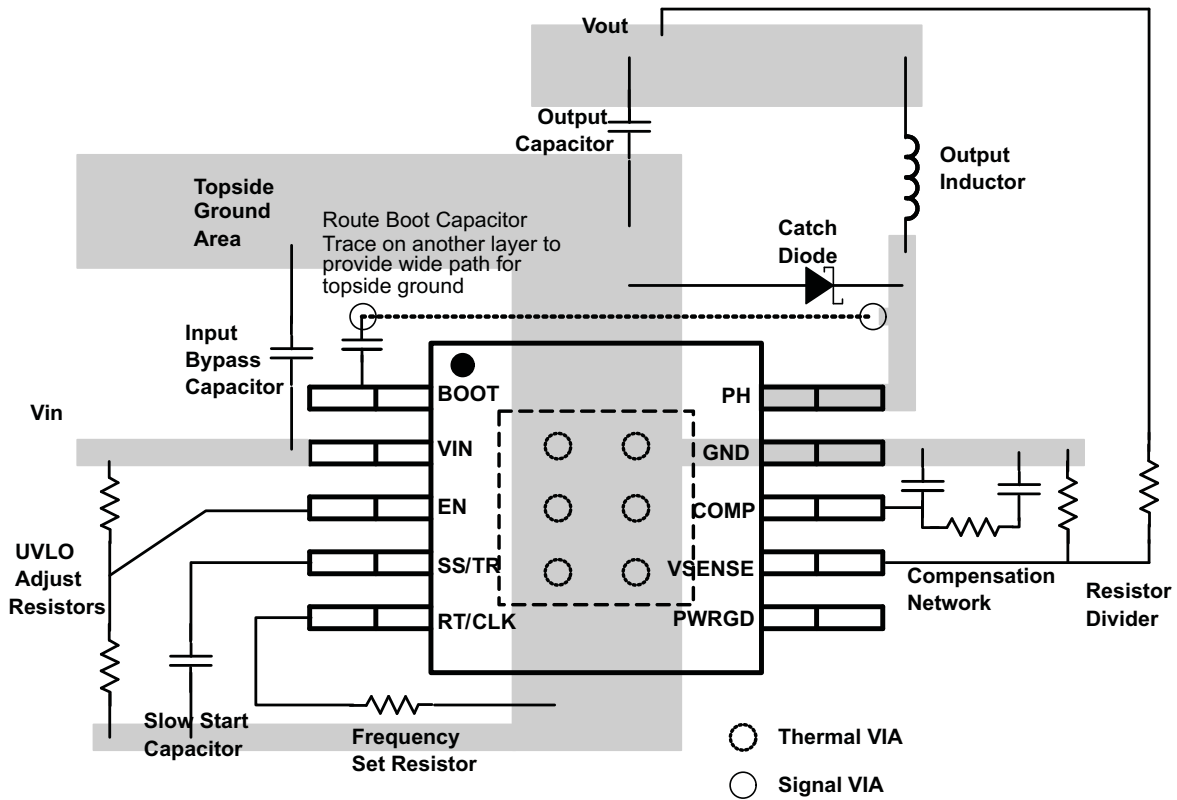 Vout
Output
Capacitor
Output
Inductor
Topside
Ground
Area
Route Boot Capacitor
Trace on another layer to
provide wide path for
topside ground
Catch
Diode
Input
Bypass
Capacitor
Vin
BOOT
VIN
EN
SS/TR
RT/CLK
PH
GND
COMP
VSENSE
PWRGD
UVLO
Adjust
Resistors
Compensation
Network
Resistor
Divider
Slow Start
Capacitor
Frequency
Set Resistor
Thermal VIA
Signal VIA